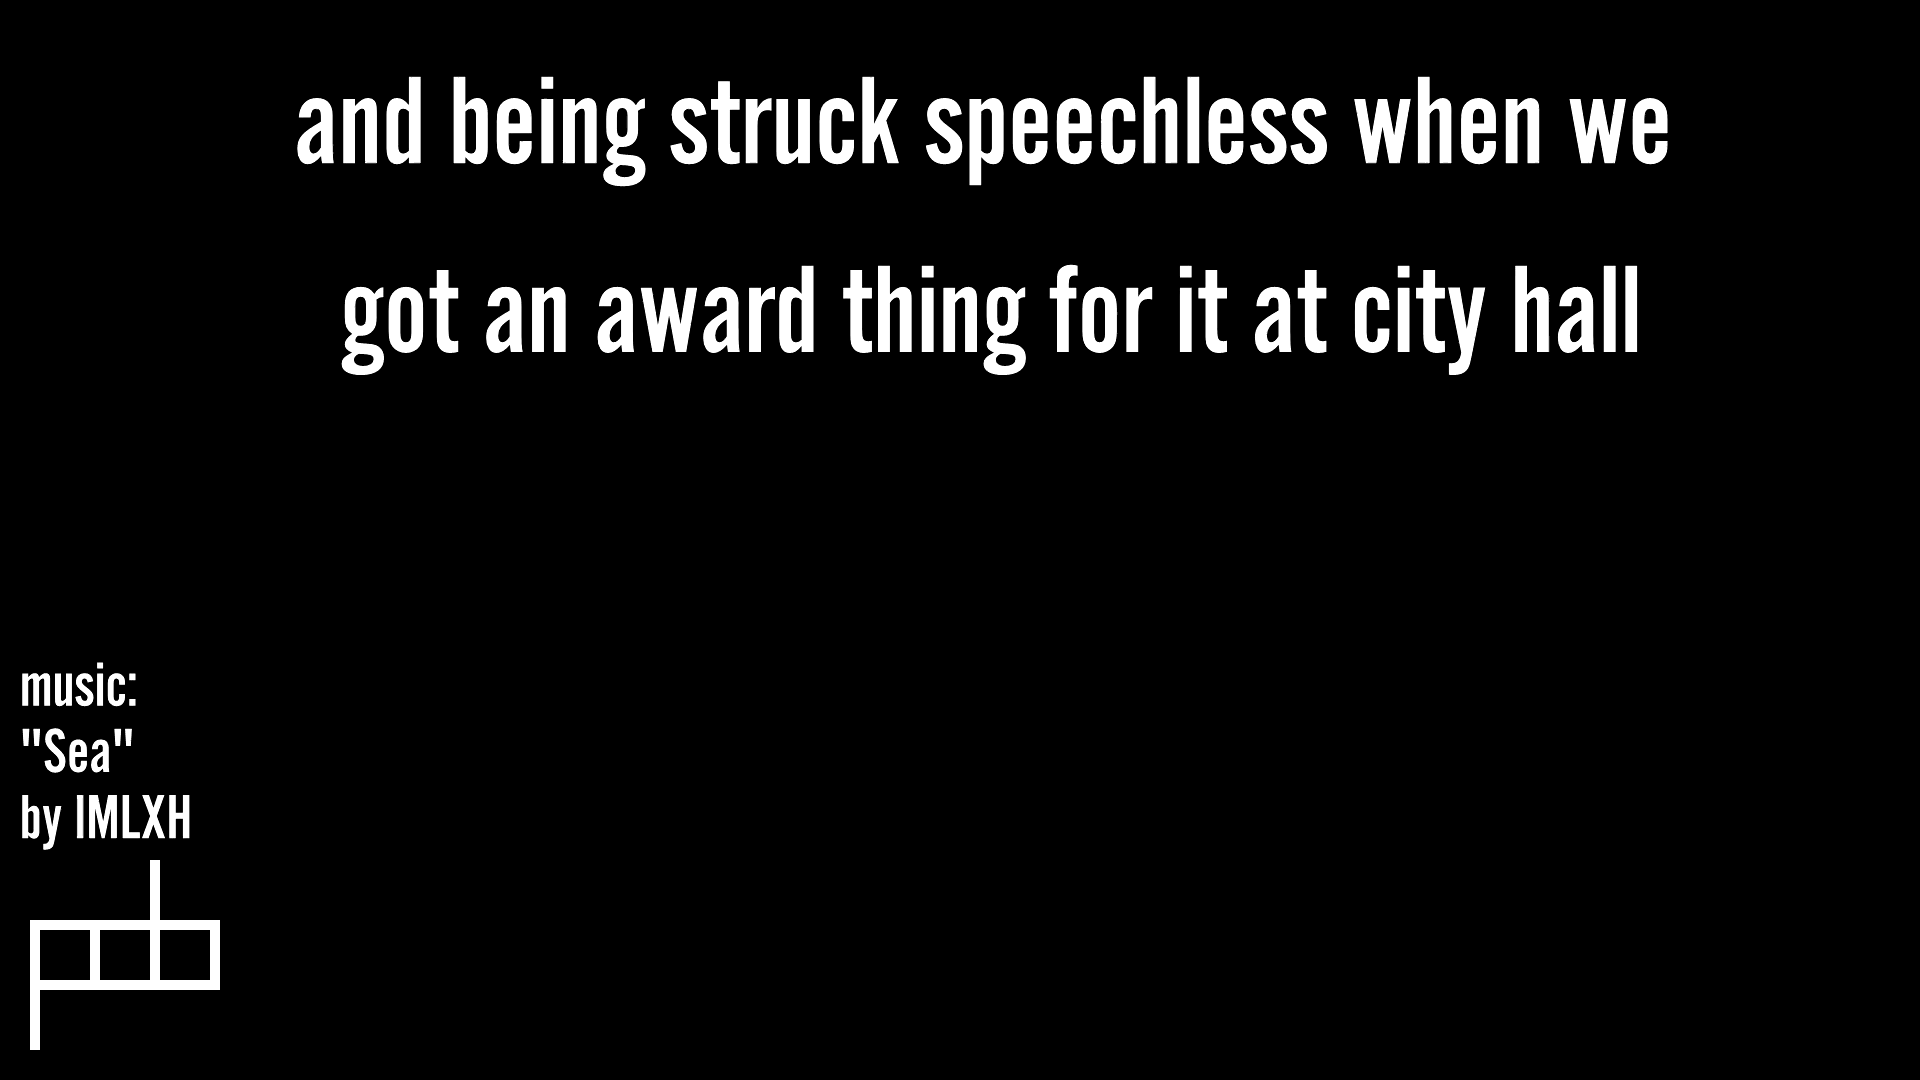 and being struck speechless when we
got an award thing for it at city hall
music:
"Sea"
by IMLXH